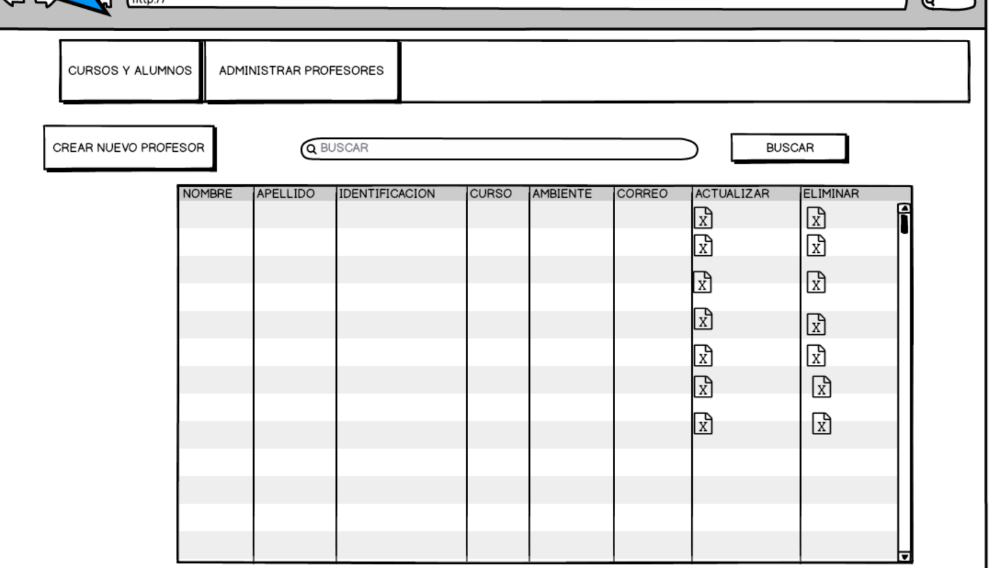 http://
CURSOS Y ALUMNOS
ADMINISTRAR PROFESORES
CREAR NUEVO PROFESOR
BUSCAR
BUSCAR
NOMBRE APELLIDO IDENTIFICACION CURSO AMBIENTE CORREO ACTUALIZAR ELIMINAR
X X
X X
X X
X X
X X
X X
X X